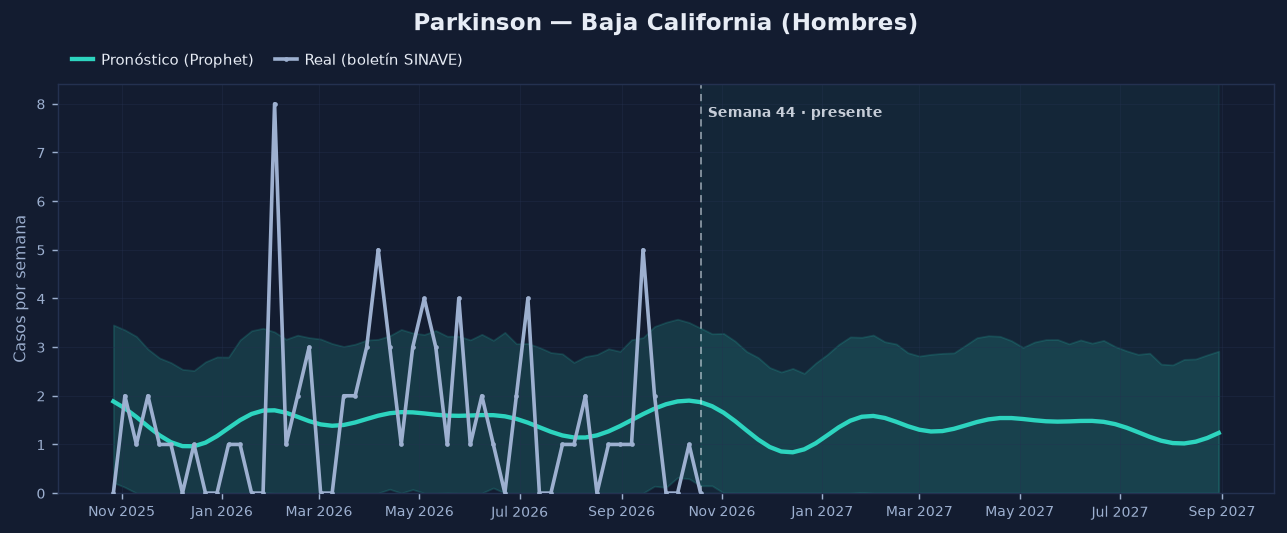 Parkinson — Baja California (Hombres)
Pronóstico (Prophet)
Real (boletín SINAVE)
Semana 44 · presente
Casos por semana
8
7
6
5
4
3
2
1
0
Nov 2025
Jan 2026
Mar 2026
May 2026
Jul 2026
Sep 2026
Nov 2026
Jan 2027
Mar 2027
May 2027
Jul 2027
Sep 2027